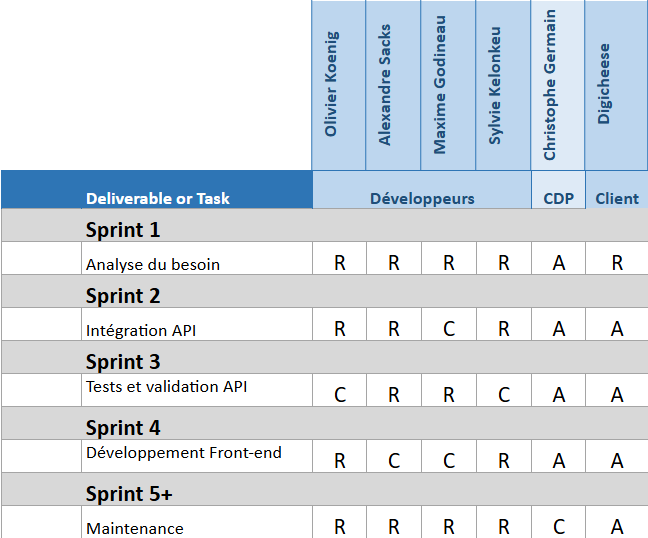 Olivier Koenig
Alexandre Sacks
Maxime Godineau
Sylvie Kelonkeu
Christophe Germain
Digicheese
Deliverable or Task Développeurs CDP Client
Sprint 1
Analyse du besoin R R R R A R
Sprint 2
Intégration API R R C R A A
Sprint 3
Tests et validation API C R R C A A
Sprint 4
Développement Front-end R C C R A A
Sprint 5+
Maintenance R R R R C A